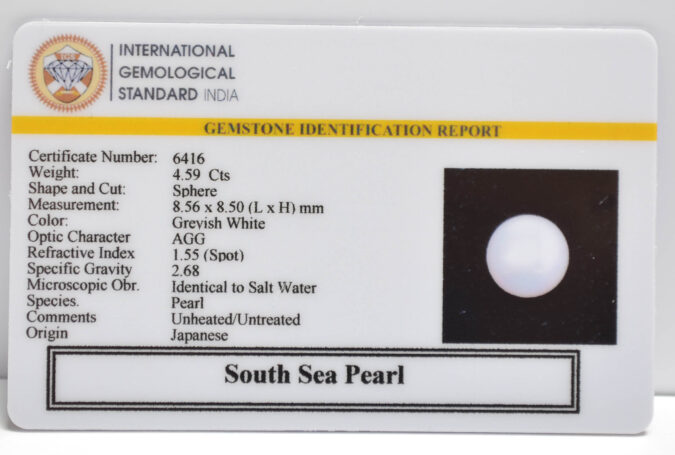 INTERNATIONAL
GEMOLOGICAL
STANDARD INDIA
GEMSTONE IDENTIFICATION REPORT
Certificate Number: 6416
Weight: 4.59 Cts
Shape and Cut: Sphere
Measurement: 8.56 x 8.50 (L x H) mm
Color: Greyish White
Optic Character AGG
Refractive Index 1.55 (Spot)
Specific Gravity 2.68
Microscopic Obr. Identical to Salt Water
Species. Pearl
Comments Unheated/Untreated
Origin Japanese
South Sea Pearl